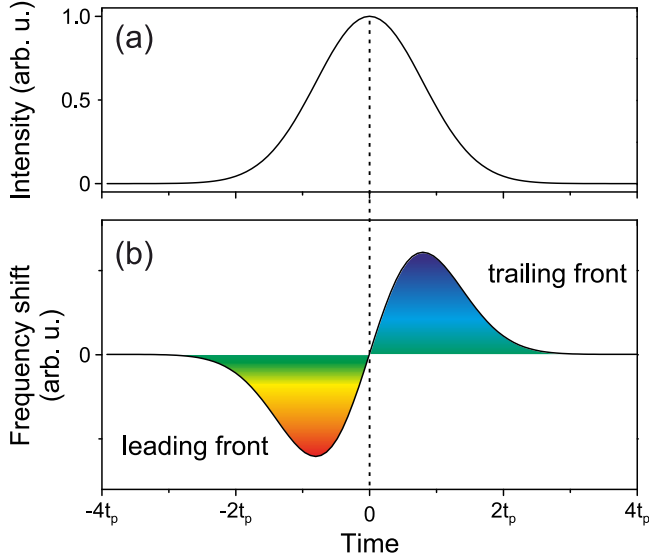 (a)
Intensity (arb. u.)
1.0
0.5
0
(b)
Frequency shift
(arb. u.)
0
trailing front
leading front
-4tₚ
-2tₚ
0
2tₚ
4tₚ
Time